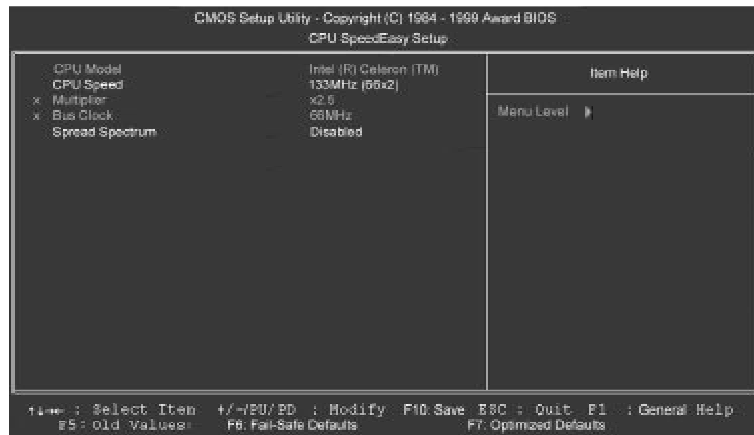 CMOS Setup Utility - Copyright (C) 1984 - 1999 Award BIOS
CPU SpeedEasy Setup
CPU Model Intel (R) Celeron (TM)
CPU Speed 133MHz (66x2)
x Multiplier x2.5
x Bus Clock 66MHz
Spread Spectrum Disabled
Item Help
Menu Level ▶
↑↓→← : Select Item +/-/PU/PD : Modify F10: Save ESC : Quit F1 : General Help
F5: Old Values F6: Fail-Safe Defaults F7: Optimized Defaults